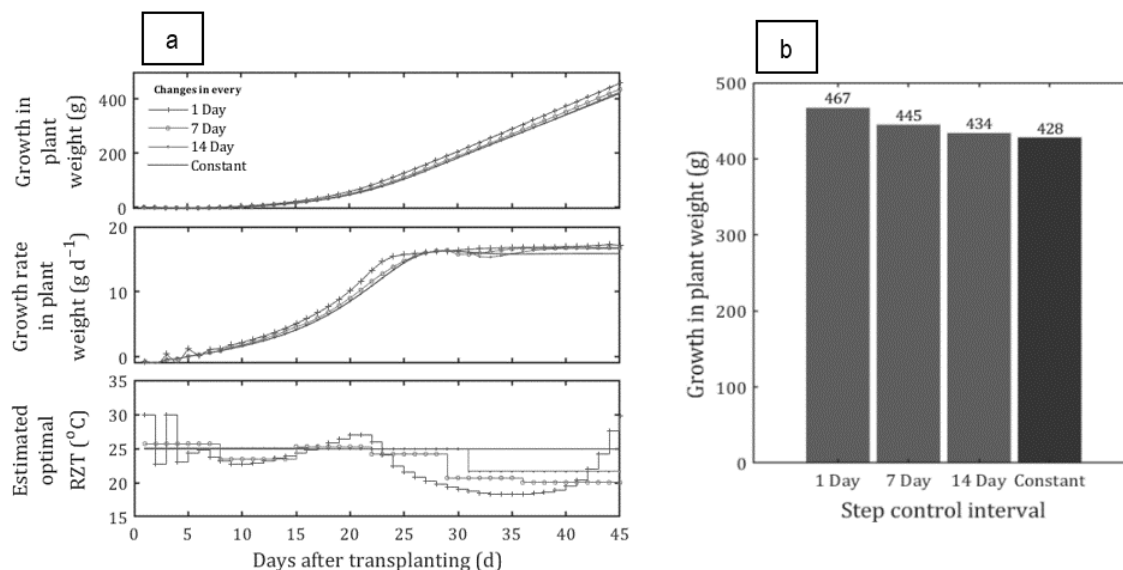 a
Growth in
plant
weight (g)
400
200
0
Changes in every
1 Day
7 Day
14 Day
Constant
Growth rate
in plant
weight (g d⁻¹)
20
10
0
Estimated
optimal
RZT (°C)
35
30
25
20
15
0 5 10 15 20 25 30 35 40 45
Days after transplanting (d)
b
Growth in plant weight (g)
500
400
300
200
100
0
467
445
434
428
1 Day 7 Day 14 Day Constant
Step control interval